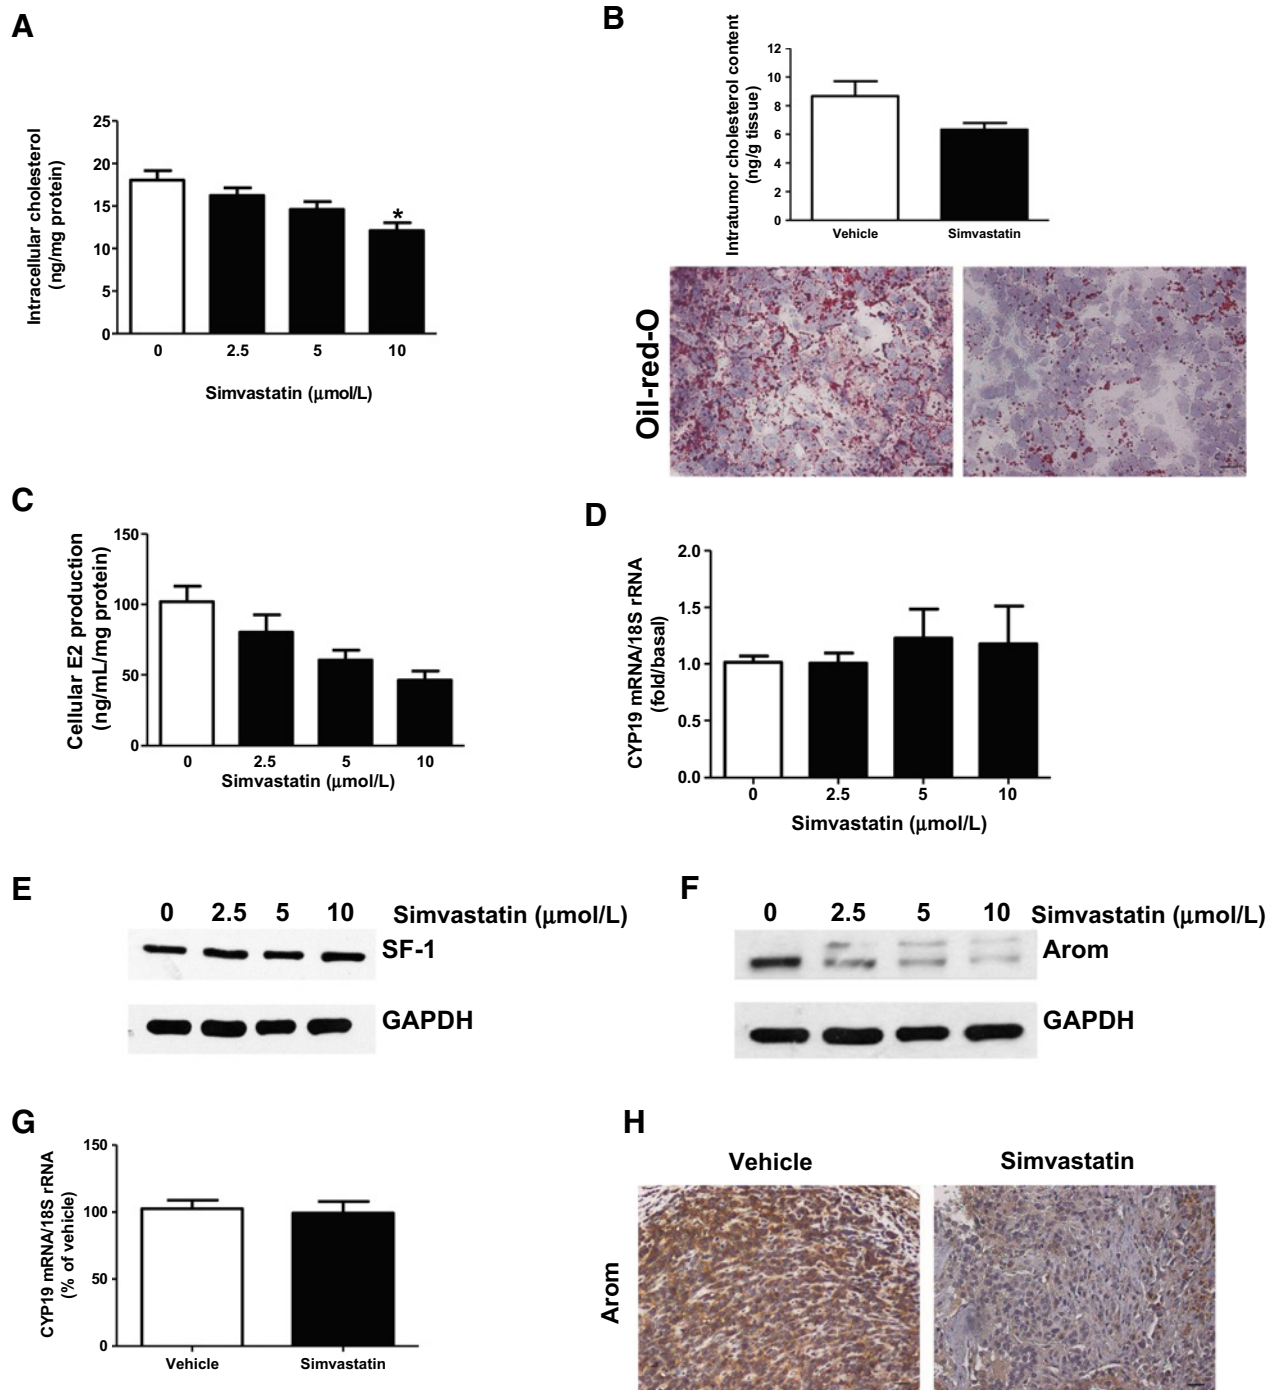 A
Intracellular cholesterol
(ng/mg protein)
25
20
15
10
5
0
*
0 2.5 5 10
Simvastatin (μmol/L)
B
Intratumor cholesterol content
(ng/g tissue)
12
10
8
6
4
2
0
Vehicle Simvastatin
Oil-red-O
C
Cellular E2 production
(ng/mL/mg protein)
150
100
50
0
0 2.5 5 10
Simvastatin (μmol/L)
D
CYP19 mRNA/18S rRNA
(fold/basal)
2.0
1.5
1.0
0.5
0.0
0 2.5 5 10
Simvastatin (μmol/L)
E
0 2.5 5 10 Simvastatin (μmol/L)
SF-1
GAPDH
F
0 2.5 5 10 Simvastatin (μmol/L)
Arom
GAPDH
G
CYP19 mRNA/18S rRNA
(% of vehicle)
150
100
50
0
Vehicle Simvastatin
H
Vehicle Simvastatin
Arom